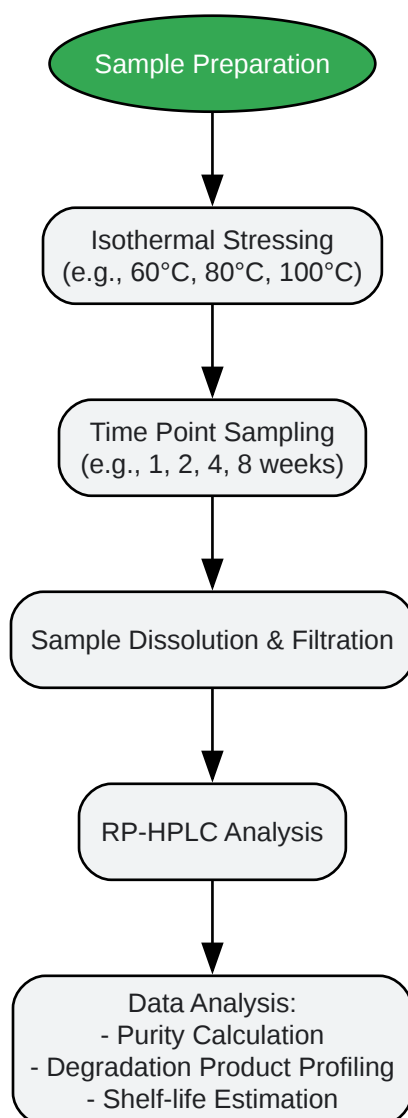 Sample Preparation
Isothermal Stressing
(e.g., 60°C, 80°C, 100°C)
Time Point Sampling
(e.g., 1, 2, 4, 8 weeks)
Sample Dissolution & Filtration
RP-HPLC Analysis
Data Analysis:
- Purity Calculation
- Degradation Product Profiling
- Shelf-life Estimation